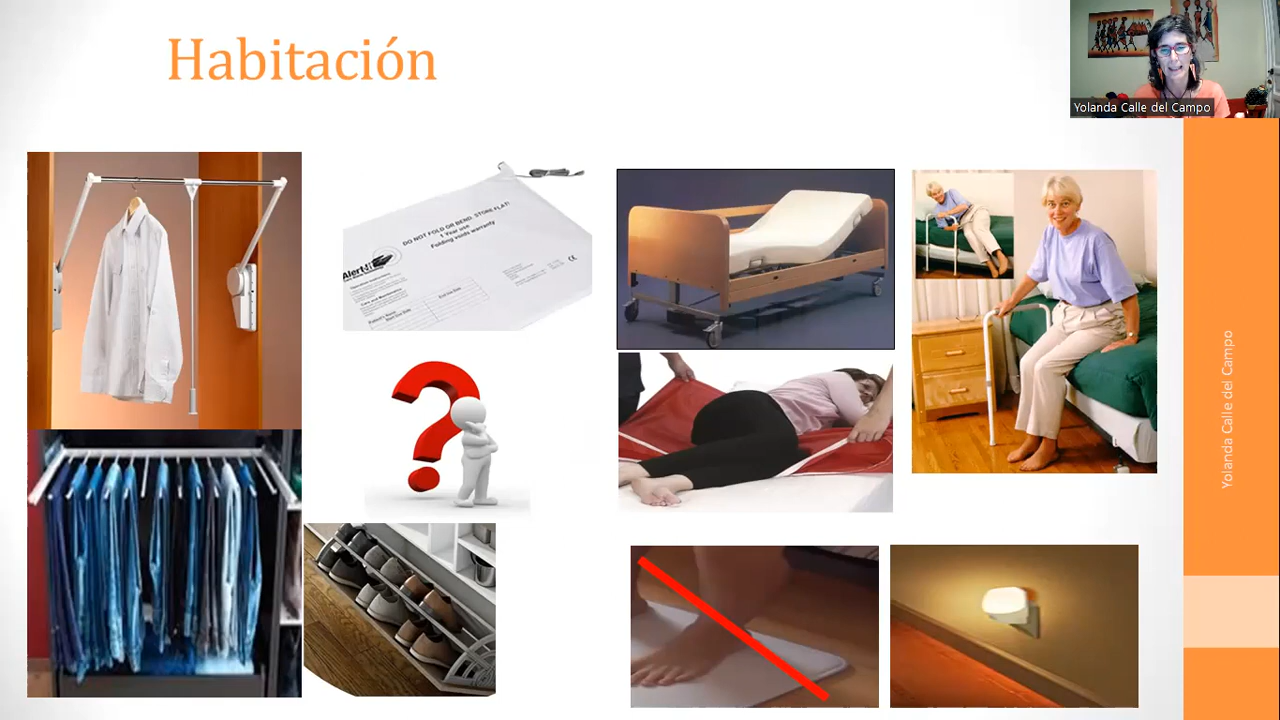 Habitación
Yolanda Calle del Campo
DO NOT FOLD OR BEND. STORE FLAT!
1 Year use
Folding voids warranty
Alert
Yolanda Calle del Campo